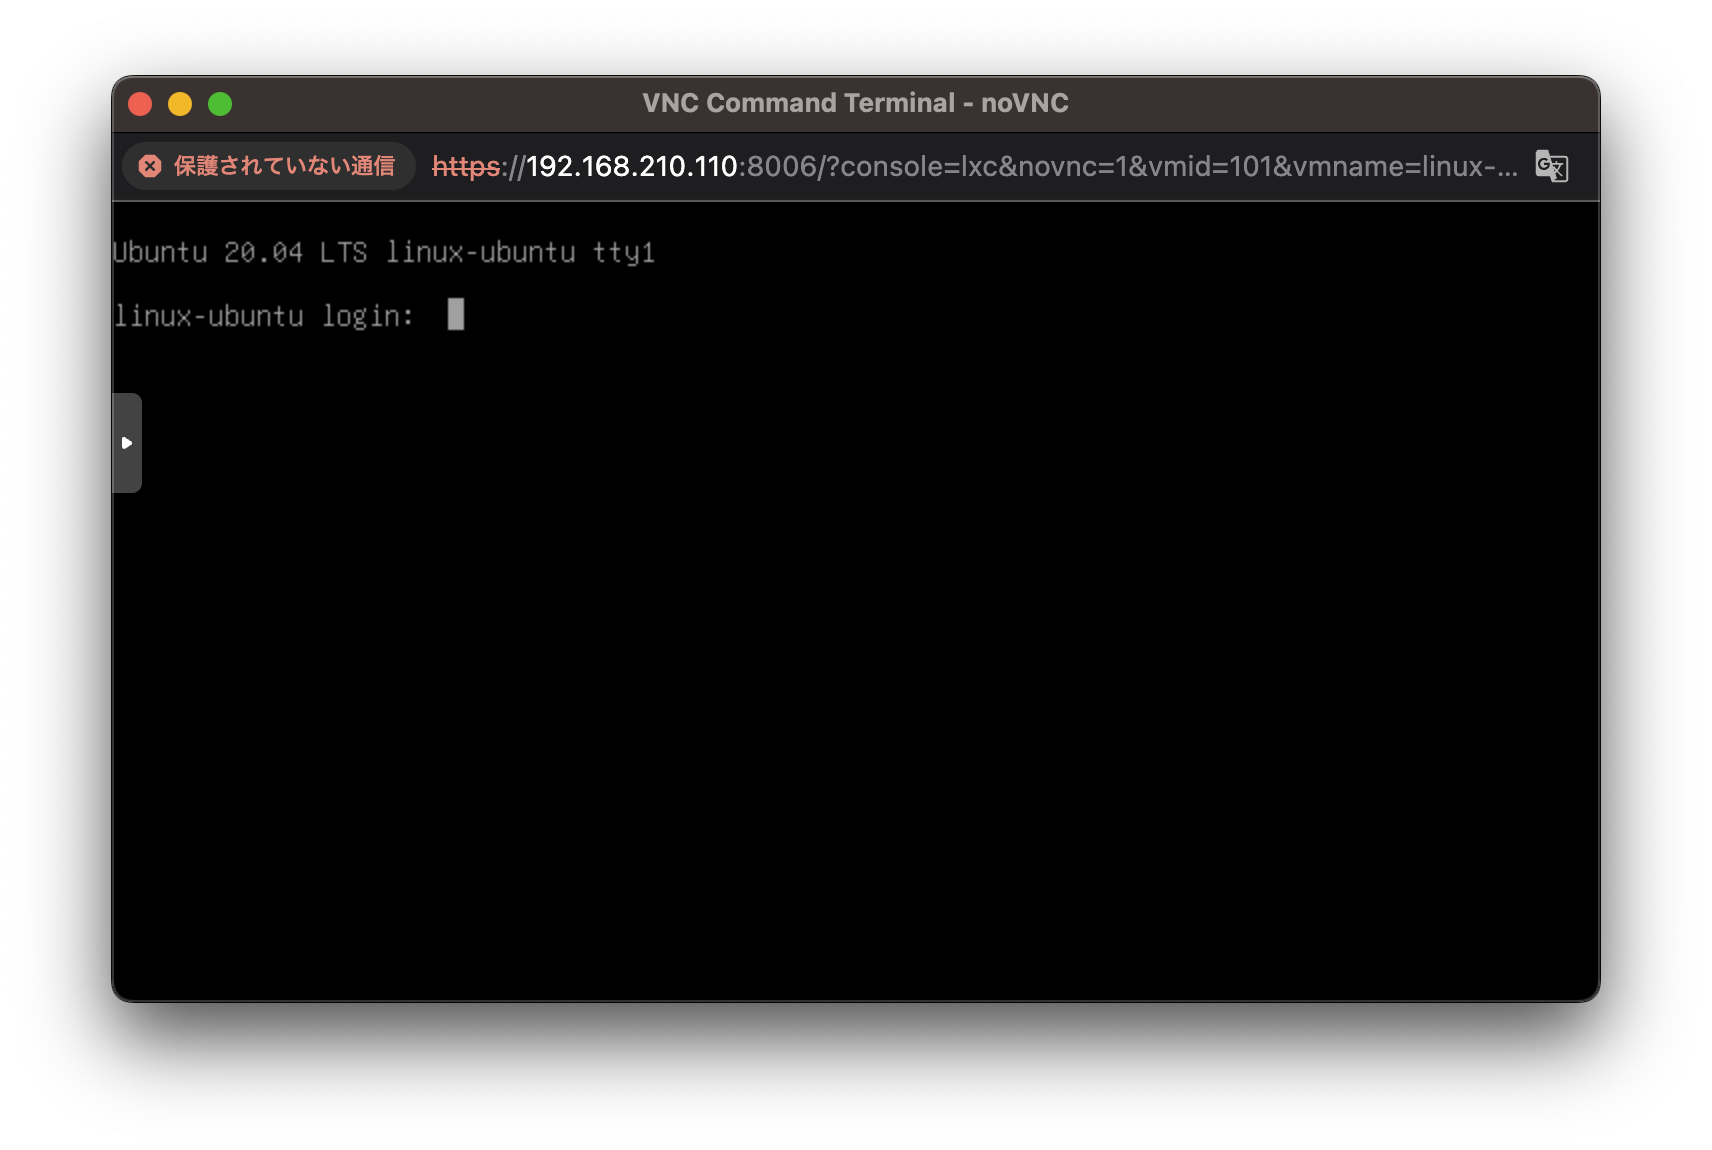 VNC Command Terminal - noVNC
保護されていない通信 https://192.168.210.110:8006/?console=lxc&novnc=1&vmid=101&vmname=linux-...
Ubuntu 20.04 LTS linux-ubuntu tty1
linux-ubuntu login: